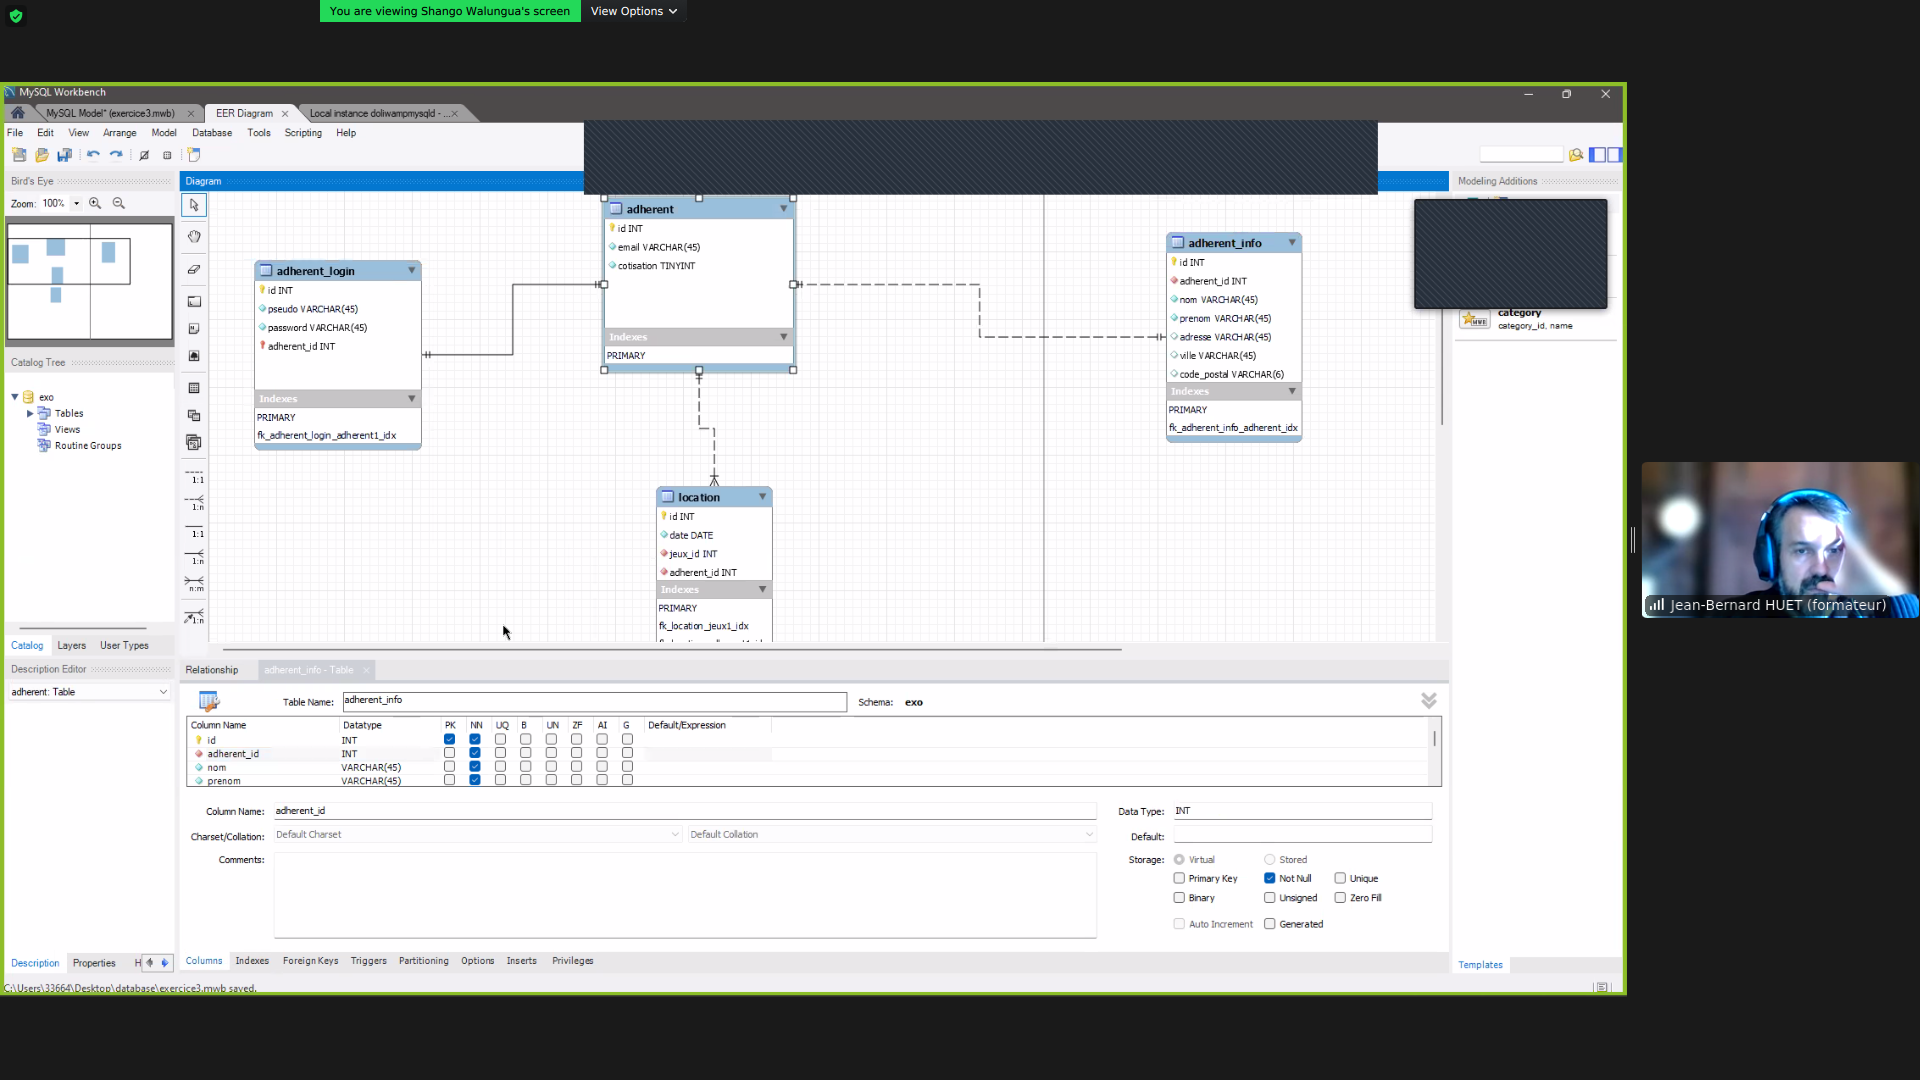 You are viewing Shango Walungua's screen
View Options
MySQL Workbench
MySQL Model* (exercice3.mwb)
EER Diagram
Local instance doliwampmysqld - ...
File Edit View Arrange Model Database Tools Scripting Help
Bird's Eye
Zoom: 100%
Diagram
Modeling Additions
Catalog Tree
exo
Tables
Views
Routine Groups
Catalog Layers User Types
Description Editor
adherent: Table
Description Properties H
1:1
1:n
1:1
1:n
n:m
1:n
adherent_login
id INT
pseudo VARCHAR(45)
password VARCHAR(45)
adherent_id INT
Indexes
PRIMARY
fk_adherent_login_adherent1_idx
adherent
id INT
email VARCHAR(45)
cotisation TINYINT
Indexes
PRIMARY
location
id INT
date DATE
jeux_id INT
adherent_id INT
Indexes
PRIMARY
fk_location_jeux1_idx
adherent_info
id INT
adherent_id INT
nom VARCHAR(45)
prenom VARCHAR(45)
adresse VARCHAR(45)
ville VARCHAR(45)
code_postal VARCHAR(6)
Indexes
PRIMARY
fk_adherent_info_adherent_idx
category
category_id, name
Relationship
adherent_info - Table
Table Name: adherent_info
Schema: exo
Column Name Datatype PK NN UQ B UN ZF AI G Default/Expression
id INT
adherent_id INT
nom VARCHAR(45)
prenom VARCHAR(45)
Column Name: adherent_id
Data Type: INT
Charset/Collation: Default Charset Default Collation
Default:
Comments:
Storage: Virtual Stored
Primary Key Not Null Unique
Binary Unsigned Zero Fill
Auto Increment Generated
Columns Indexes Foreign Keys Triggers Partitioning Options Inserts Privileges
Templates
C:\Users\33664\Desktop\database\exercice3.mwb saved.
Jean-Bernard HUET (formateur)